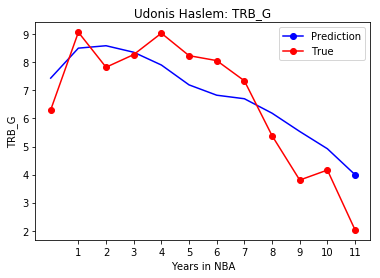 Udonis Haslem: TRB_G
Prediction
True
9
8
7
6
5
4
3
2
TRB_G
1 2 3 4 5 6 7 8 9 10 11
Years in NBA